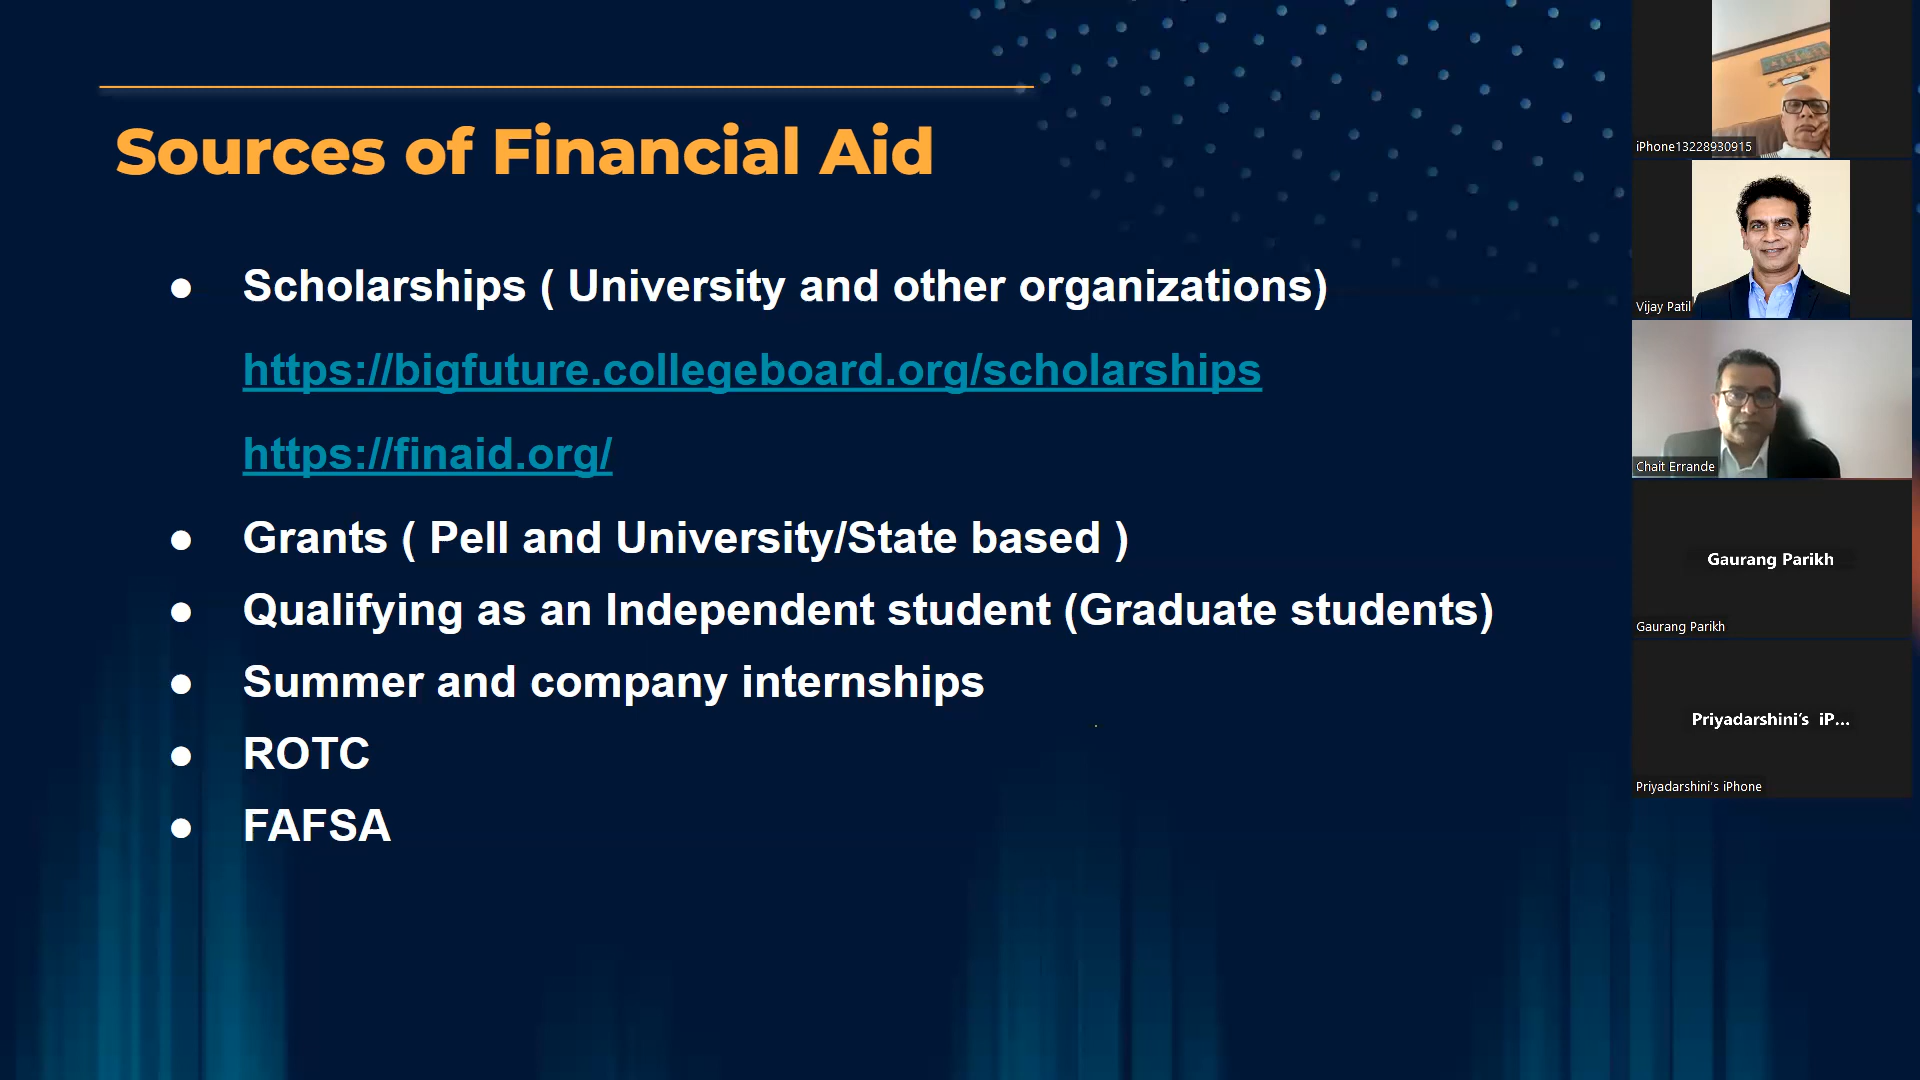 Sources of Financial Aid
● Scholarships ( University and other organizations)
https://bigfuture.collegeboard.org/scholarships
https://finaid.org/
● Grants ( Pell and University/State based )
● Qualifying as an Independent student (Graduate students)
● Summer and company internships
● ROTC
● FAFSA
iPhone13228930915
Vijay Patil
Chait Errande
Gaurang Parikh
Gaurang Parikh
Priyadarshini's iP...
Priyadarshini's iPhone